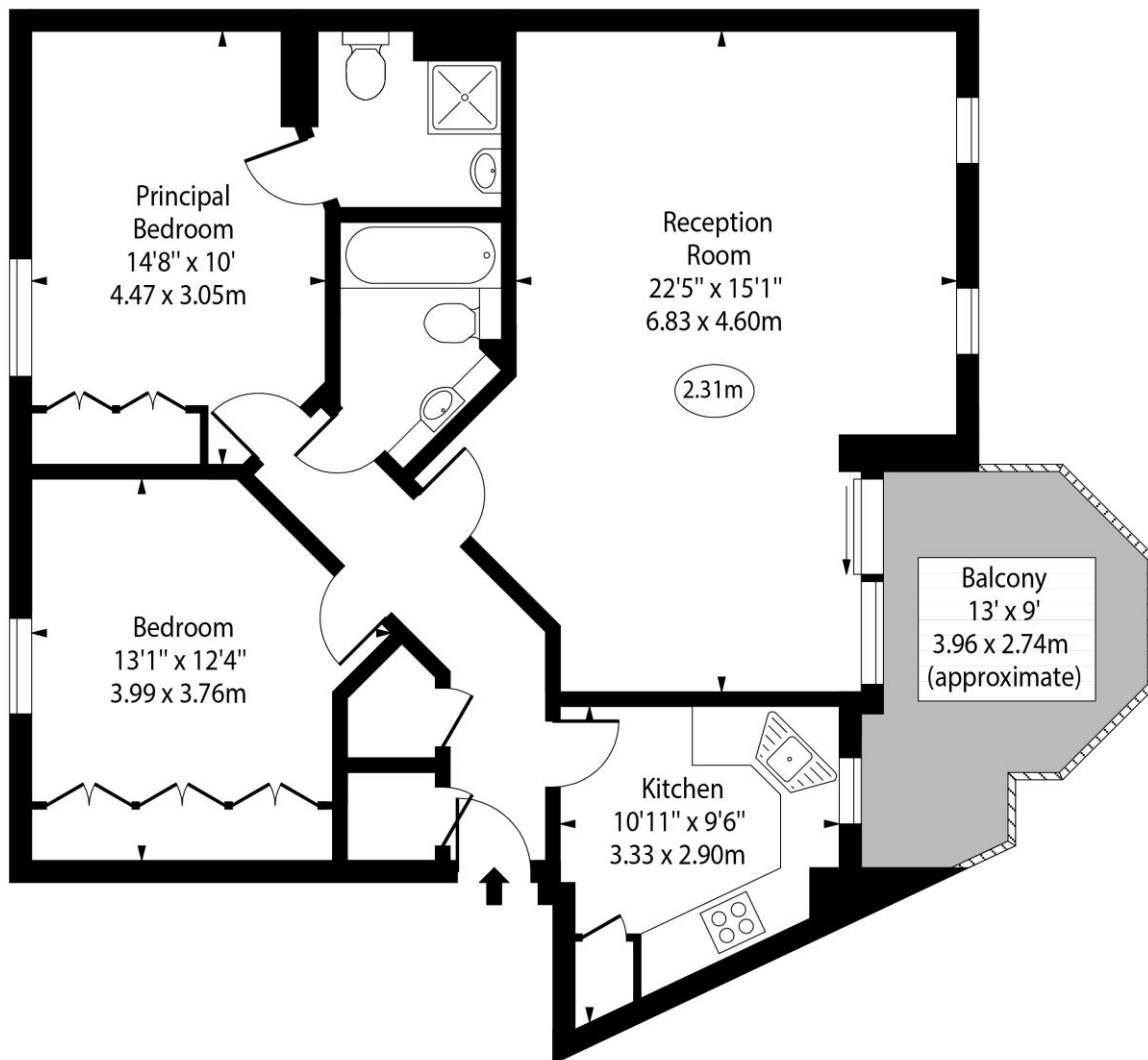 Principal
Bedroom
14'8" x 10'
4.47 x 3.05m
Reception
Room
22'5" x 15'1"
6.83 x 4.60m
2.31m
Bedroom
13'1" x 12'4"
3.99 x 3.76m
Balcony
13' x 9'
3.96 x 2.74m
(approximate)
Kitchen
10'11" x 9'6"
3.33 x 2.90m